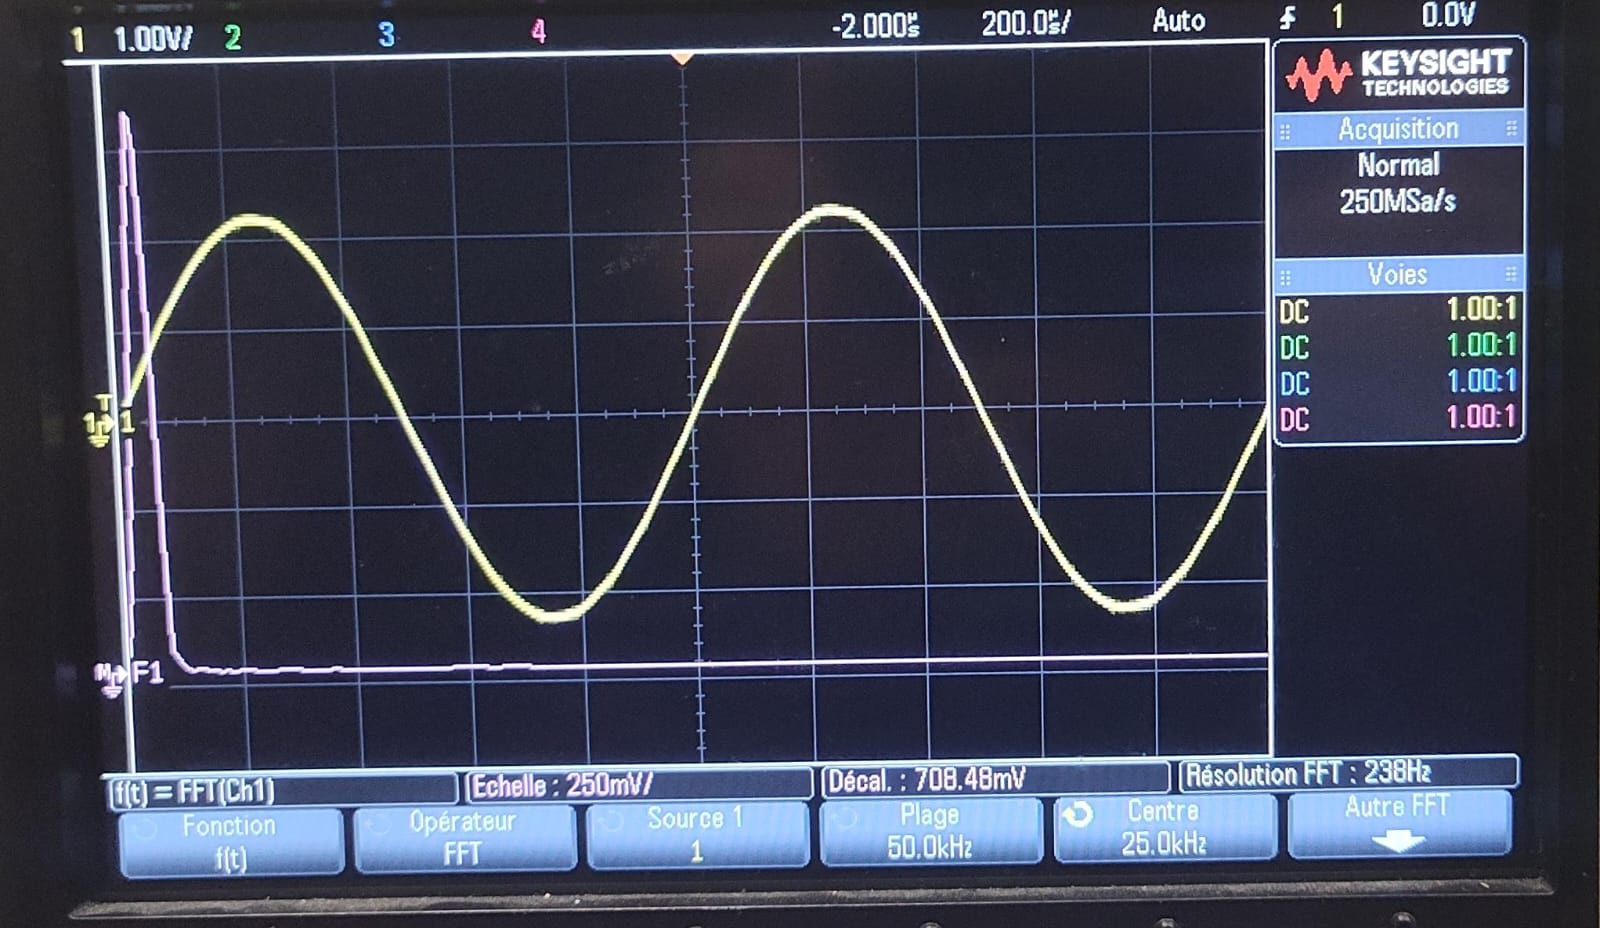 1 1.00V/ 2 3 4 -2.000µs 200.0µs/ Auto 1 0.0V
KEYSIGHT
TECHNOLOGIES
Acquisition
Normal
250MSa/s
Voies
DC 1.00:1
DC 1.00:1
DC 1.00:1
DC 1.00:1
T
1 1
M F1
f(t) = FFT(Ch1) Echelle : 250mV/ Décal. : 708.48mV Résolution FFT : 238Hz
Fonction Opérateur Source 1 Plage Centre Autre FFT
f(t) FFT 1 50.0kHz 25.0kHz